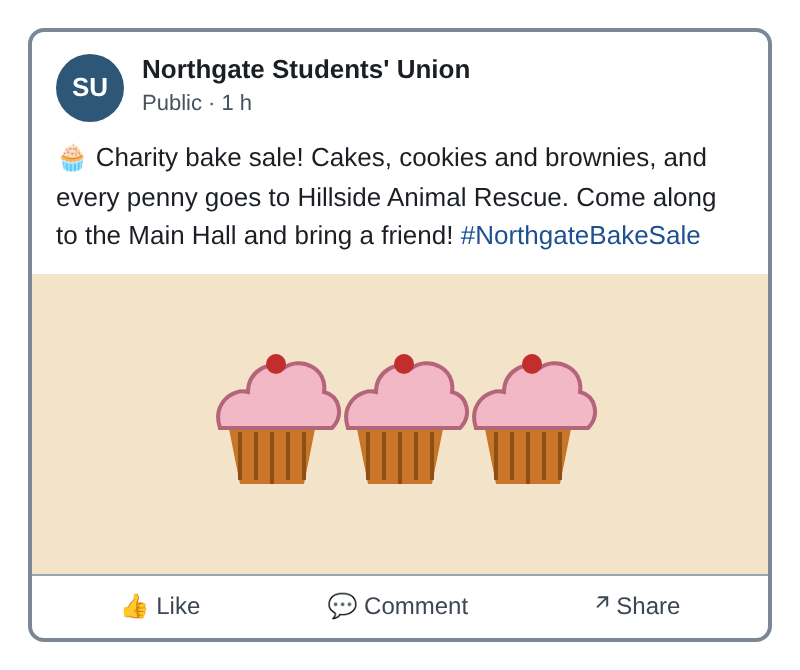 SU
Northgate Students' Union
Public · 1 h
🧁 Charity bake sale! Cakes, cookies and brownies, and
every penny goes to Hillside Animal Rescue. Come along
to the Main Hall and bring a friend! #NorthgateBakeSale
👍 Like 💬 Comment ↗ Share